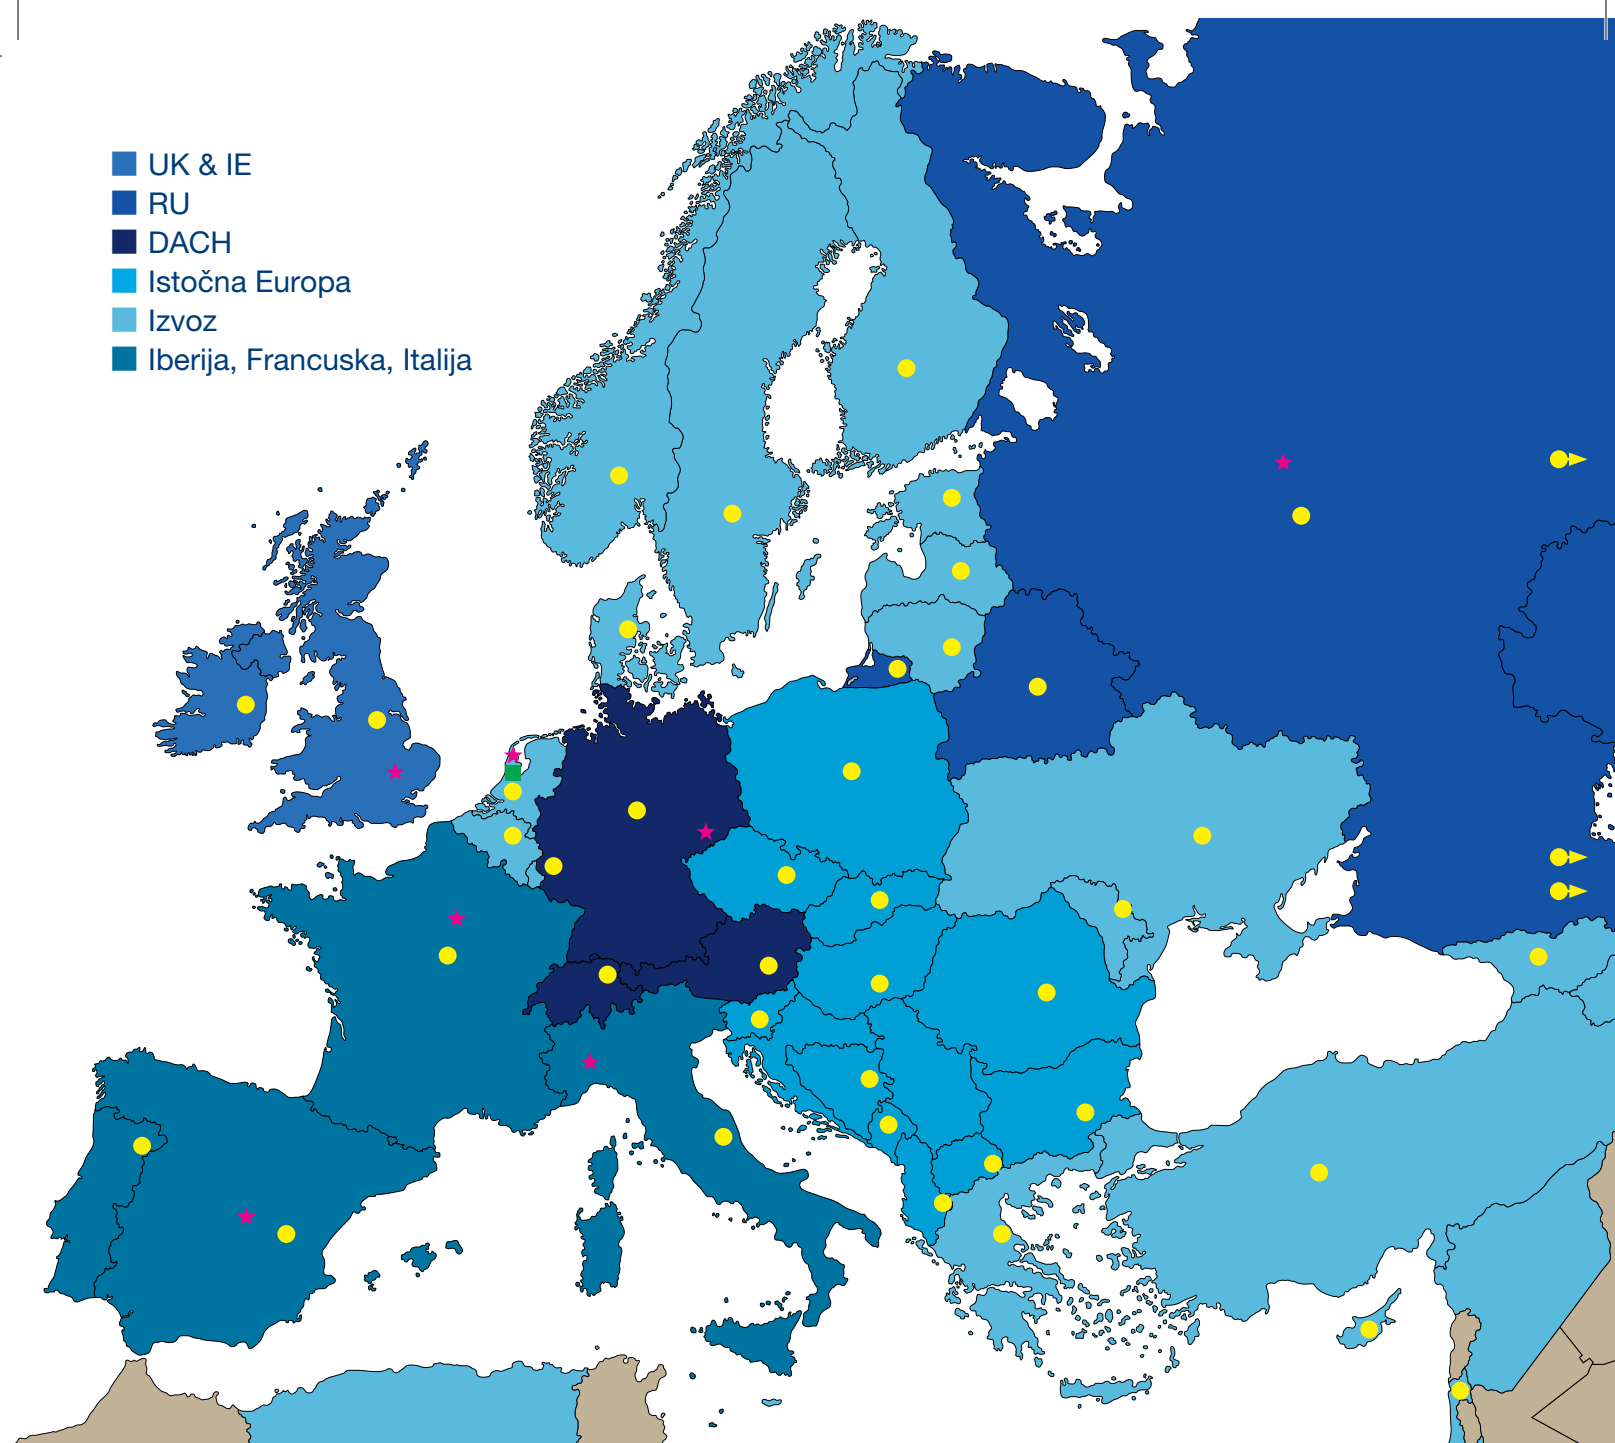 UK & IE
RU
DACH
Istočna Europa
Izvoz
Iberija, Francuska, Italija